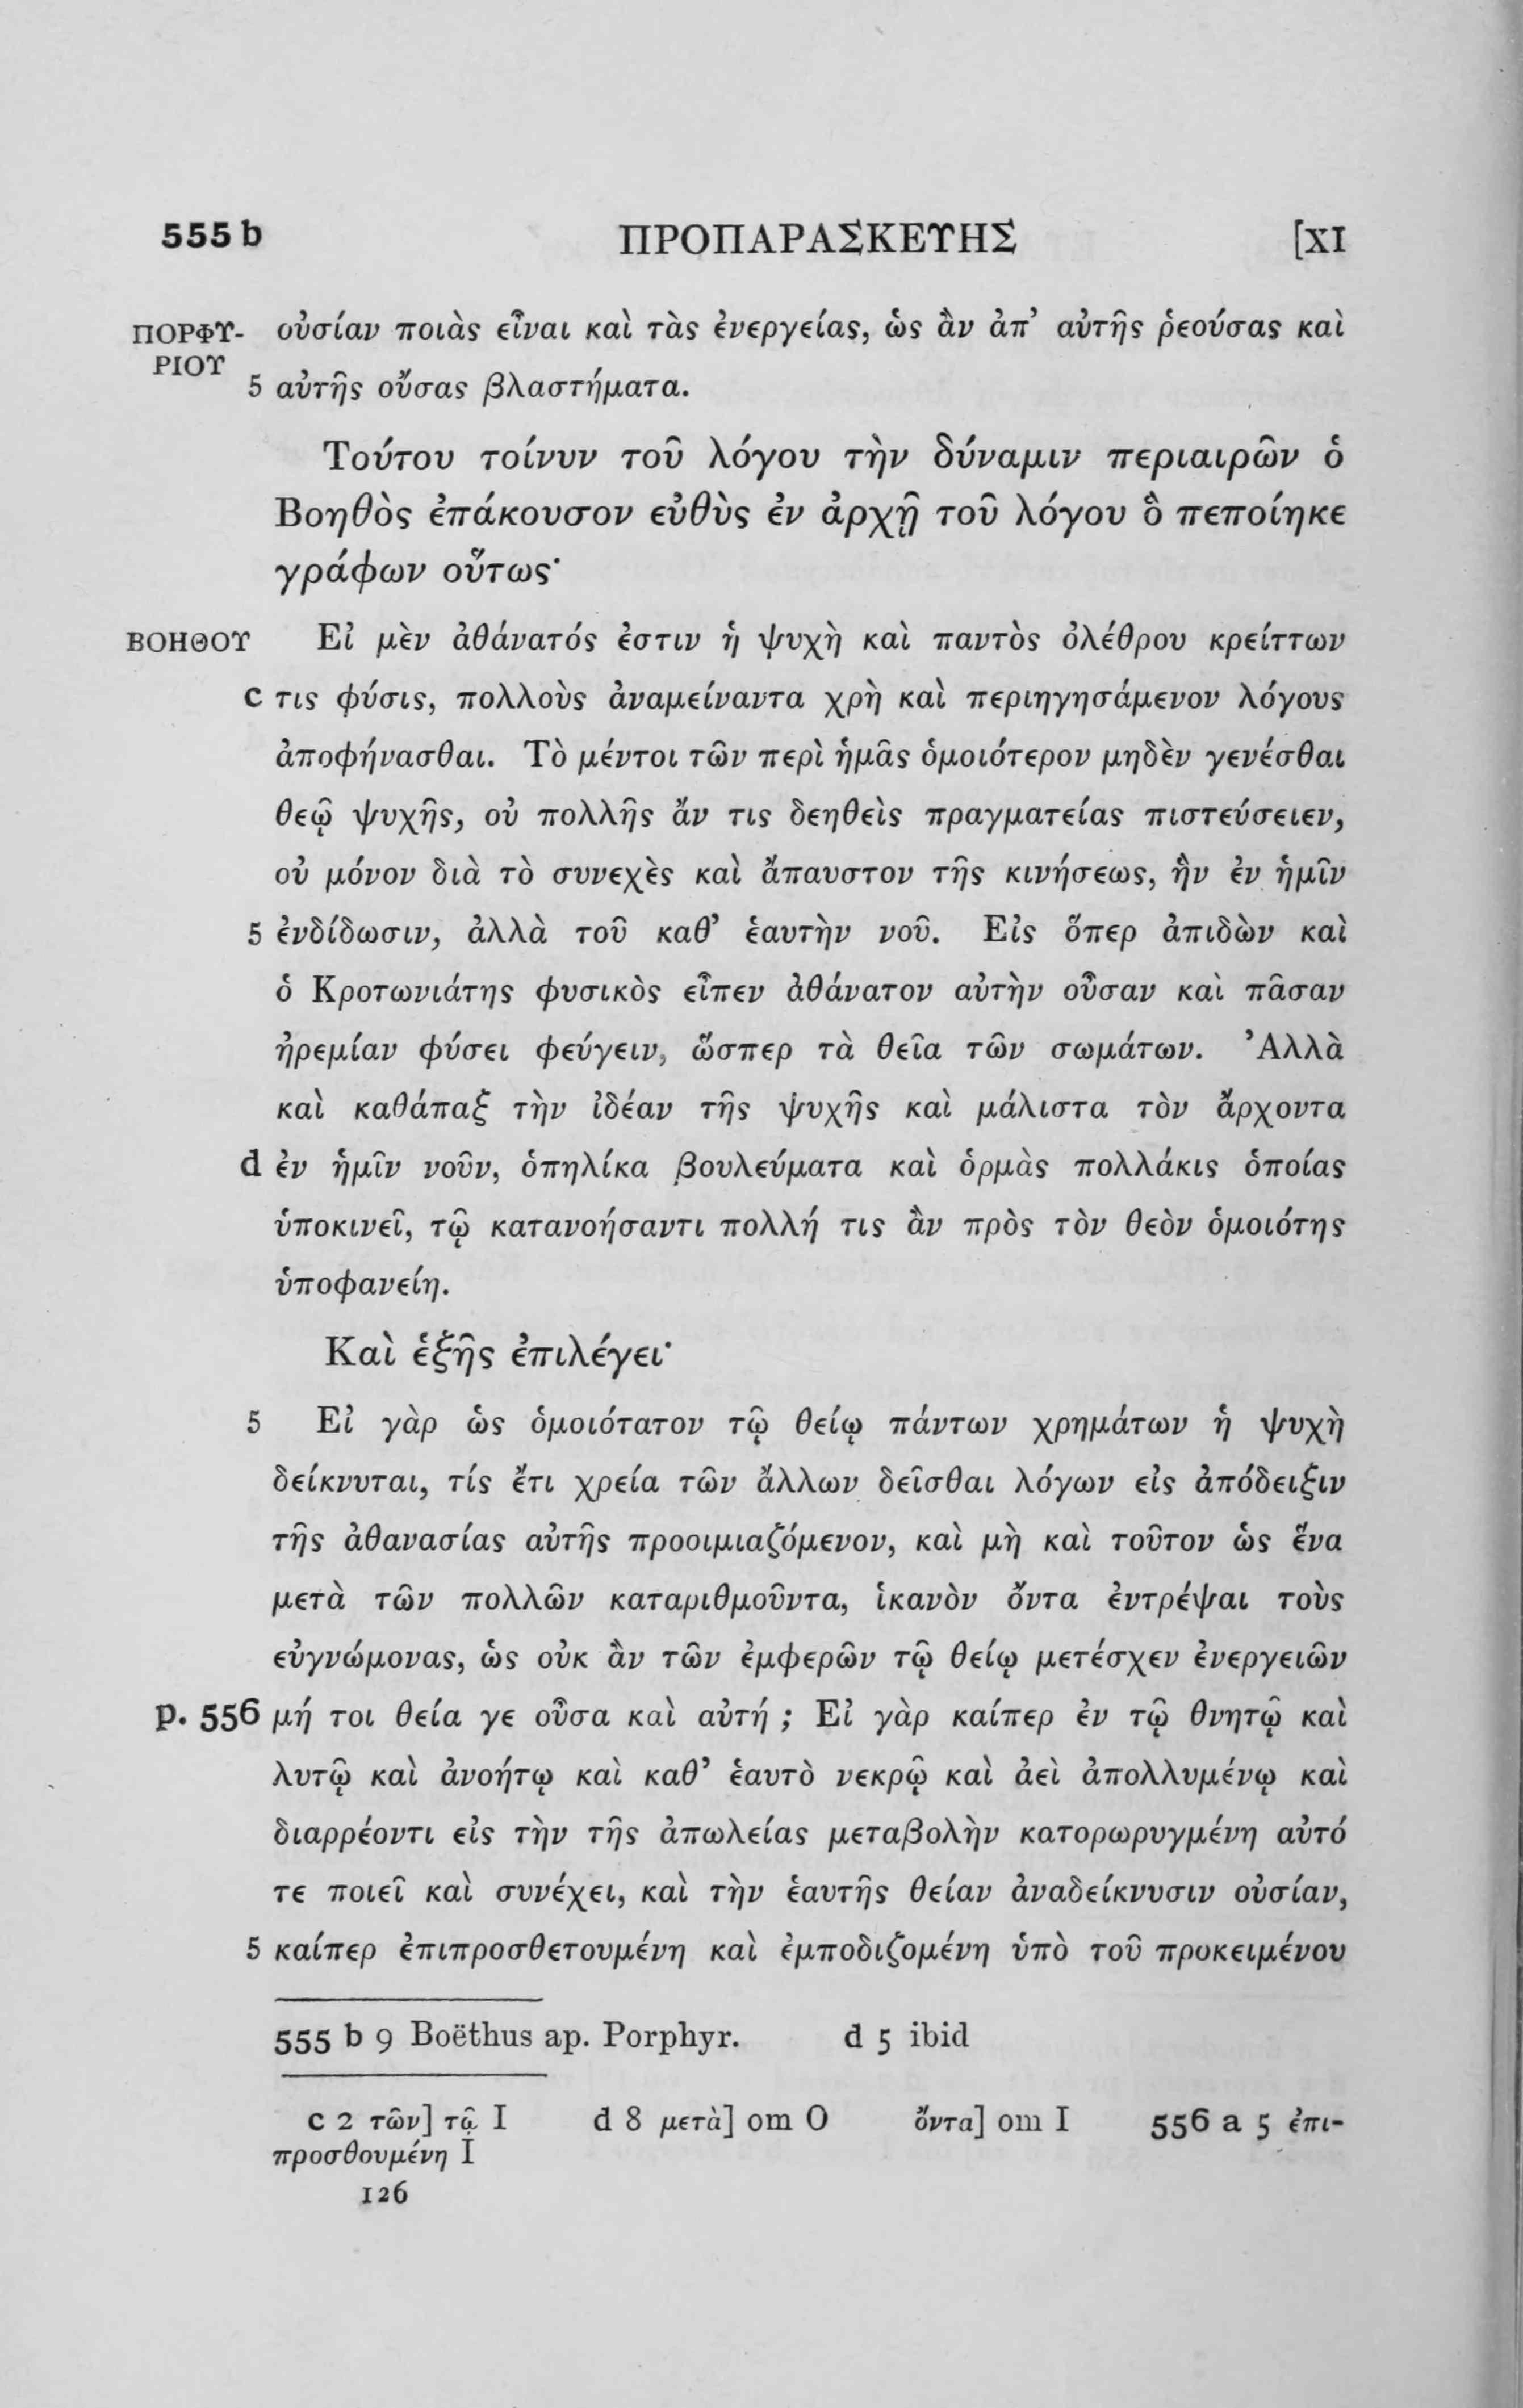 555 b ΠΡΟΠΑΡΑΣΚΕΥΗΣ [XI
ΠΟΡΦΥ- οὐσίαν ποιὰς εἶναι καὶ τὰς ἐνεργείας, ὡς ἂν ἀπ’ αὐτῆς ῥεούσας καὶ
ΡΙΟΥ 5 αὐτῆς οὔσας βλαστήματα.
Τούτου τοίνυν τοῦ λόγου τὴν δύναμιν περιαιρῶν ὁ
Βοηθὸς ἐπάκουσον εὐθὺς ἐν ἀρχῇ τοῦ λόγου ὃ πεποίηκε
γράφων οὕτως·
ΒΟΗΘΟΥ Εἰ μὲν ἀθάνατός ἐστιν ἡ ψυχὴ καὶ παντὸς ὀλέθρου κρείττων
c τις φύσις, πολλοὺς ἀναμείναντα χρὴ καὶ περιηγησάμενον λόγους
ἀποφήνασθαι. Τὸ μέντοι τῶν περὶ ἡμᾶς ὁμοιότερον μηδὲν γενέσθαι
θεῷ ψυχῆς, οὐ πολλῆς ἄν τις δεηθεὶς πραγματείας πιστεύσειεν,
οὐ μόνον διὰ τὸ συνεχὲς καὶ ἄπαυστον τῆς κινήσεως, ἣν ἐν ἡμῖν
5 ἐνδίδωσιν, ἀλλὰ τοῦ καθ’ ἑαυτὴν νοῦ. Εἰς ὅπερ ἀπιδὼν καὶ
ὁ Κροτωνιάτης φυσικὸς εἶπεν ἀθάνατον αὐτὴν οὖσαν καὶ πᾶσαν
ἠρεμίαν φύσει φεύγειν, ὥσπερ τὰ θεῖα τῶν σωμάτων. Ἀλλὰ
καὶ καθάπαξ τὴν ἰδέαν τῆς ψυχῆς καὶ μάλιστα τὸν ἄρχοντα
d ἐν ἡμῖν νοῦν, ὁπηλίκα βουλεύματα καὶ ὁρμὰς πολλάκις ὁποίας
ὑποκινεῖ, τῷ κατανοήσαντι πολλή τις ἂν πρὸς τὸν θεὸν ὁμοιότης
ὑποφανείη.
Καὶ ἑξῆς ἐπιλέγει·
5 Εἰ γὰρ ὡς ὁμοιότατον τῷ θείῳ πάντων χρημάτων ἡ ψυχὴ
δείκνυται, τίς ἔτι χρεία τῶν ἄλλων δεῖσθαι λόγων εἰς ἀπόδειξιν
τῆς ἀθανασίας αὐτῆς προοιμιαζόμενον, καὶ μὴ καὶ τοῦτον ὡς ἕνα
μετὰ τῶν πολλῶν καταριθμοῦντα, ἱκανὸν ὄντα ἐντρέψαι τοὺς
εὐγνώμονας, ὡς οὐκ ἂν τῶν ἐμφερῶν τῷ θείῳ μετέσχεν ἐνεργειῶν
p. 556 μή τοι θεία γε οὖσα καὶ αὐτή ; Εἰ γὰρ καίπερ ἐν τῷ θνητῷ καὶ
λυτῷ καὶ ἀνοήτῳ καὶ καθ’ ἑαυτὸ νεκρῷ καὶ ἀεὶ ἀπολλυμένῳ καὶ
διαρρέοντι εἰς τὴν τῆς ἀπωλείας μεταβολὴν κατορωρυγμένη αὐτό
τε ποιεῖ καὶ συνέχει, καὶ τὴν ἑαυτῆς θείαν ἀναδείκνυσιν οὐσίαν,
5 καίπερ ἐπιπροσθετουμένη καὶ ἐμποδιζομένη ὑπὸ τοῦ προκειμένου
555 b 9 Boëthus ap. Porphyr. d 5 ibid
c 2 τῶν] τῷ I d 8 μετὰ] om O ὄντα] om I 556 a 5 ἐπι-
προσθουμένη I
126